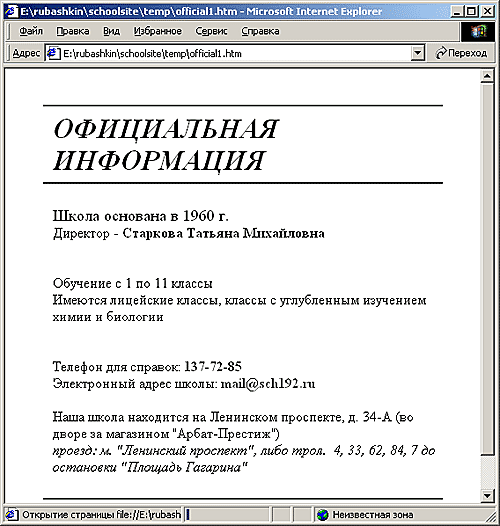 E:\rubashkin\schoolsite\temp\official1.htm - Microsoft Internet Explorer
Файл Правка Вид Избранное Сервис Справка
Адрес E:\rubashkin\schoolsite\temp\official1.htm Переход
ОФИЦИАЛЬНАЯ
ИНФОРМАЦИЯ
Школа основана в 1960 г.
Директор - Старкова Татьяна Михайловна
Обучение с 1 по 11 классы
Имеются лицейские классы, классы с углубленным изучением
химии и биологии
Телефон для справок: 137-72-85
Электронный адрес школы: mail@sch192.ru
Наша школа находится на Ленинском проспекте, д. 34-А (во
дворе за магазином "Арбат-Престиж")
проезд: м. "Ленинский проспект", либо трол. 4, 33, 62, 84, 7 до
остановки "Площадь Гагарина"
Открытие страницы file://E:\rubash Неизвестная зона